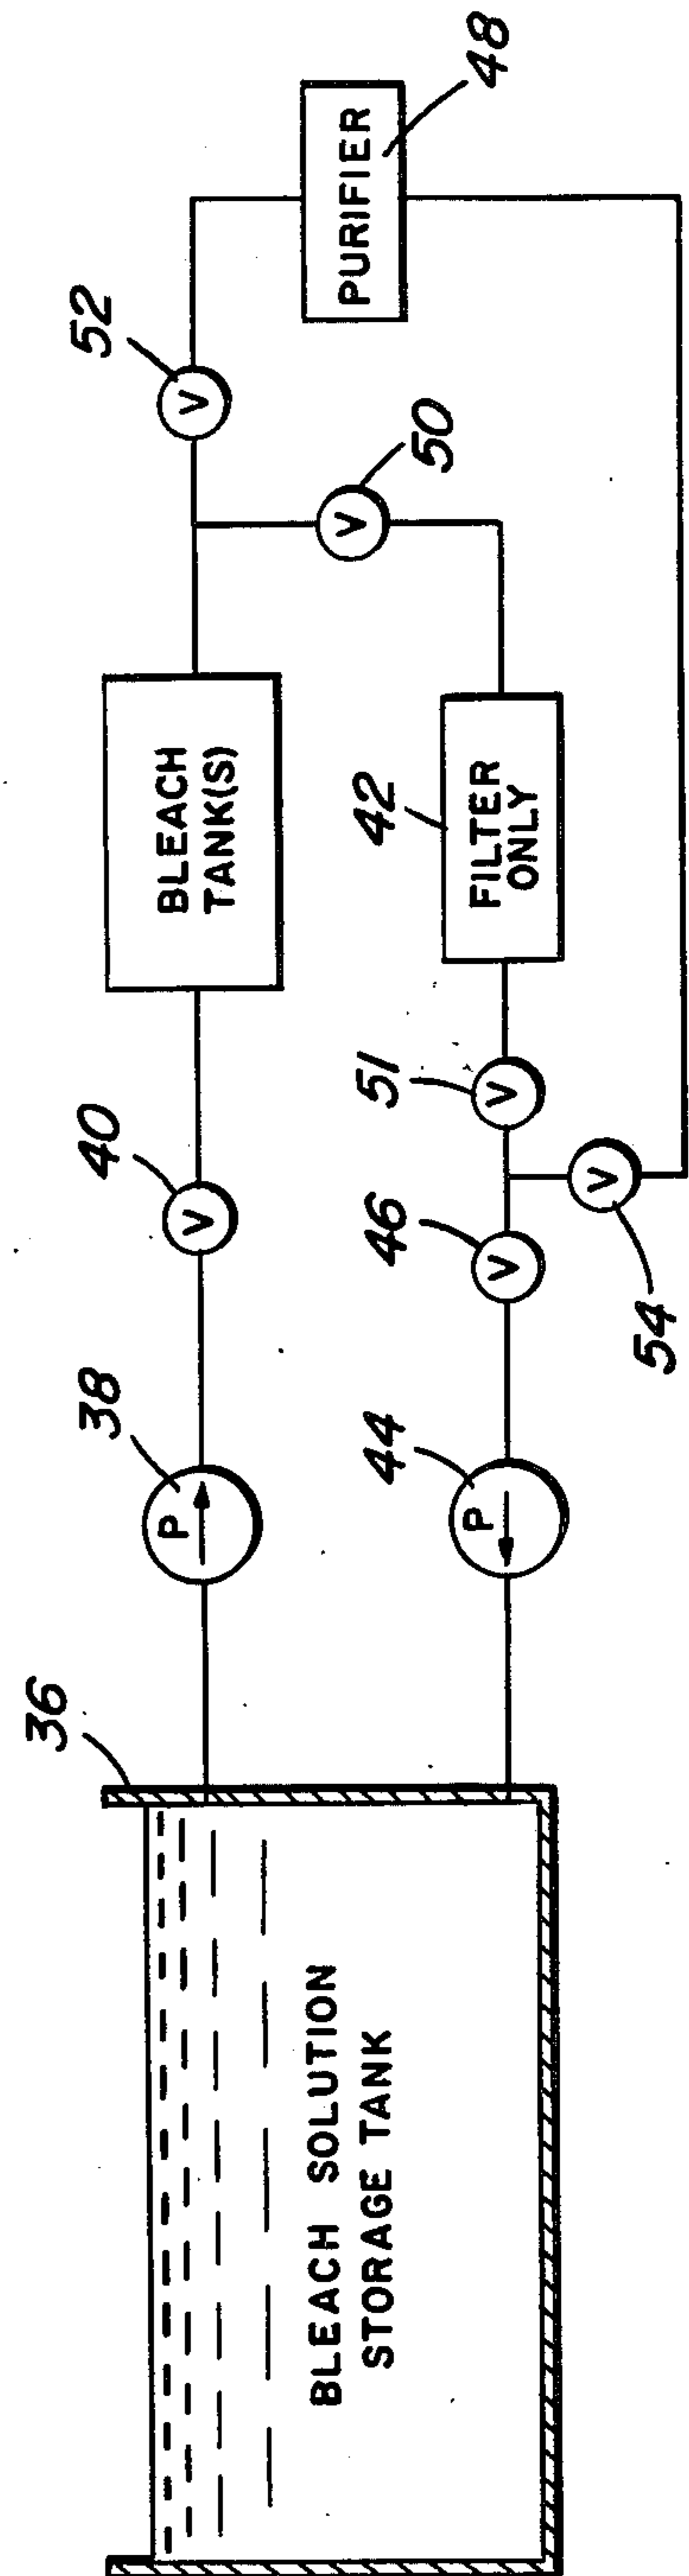 36
38
P
40
V
BLEACH
TANK(S)
52
V
PURIFIER
48
50
V
BLEACH SOLUTION
STORAGE TANK
44
P
46
V
51
V
42
FILTER
ONLY
54
V